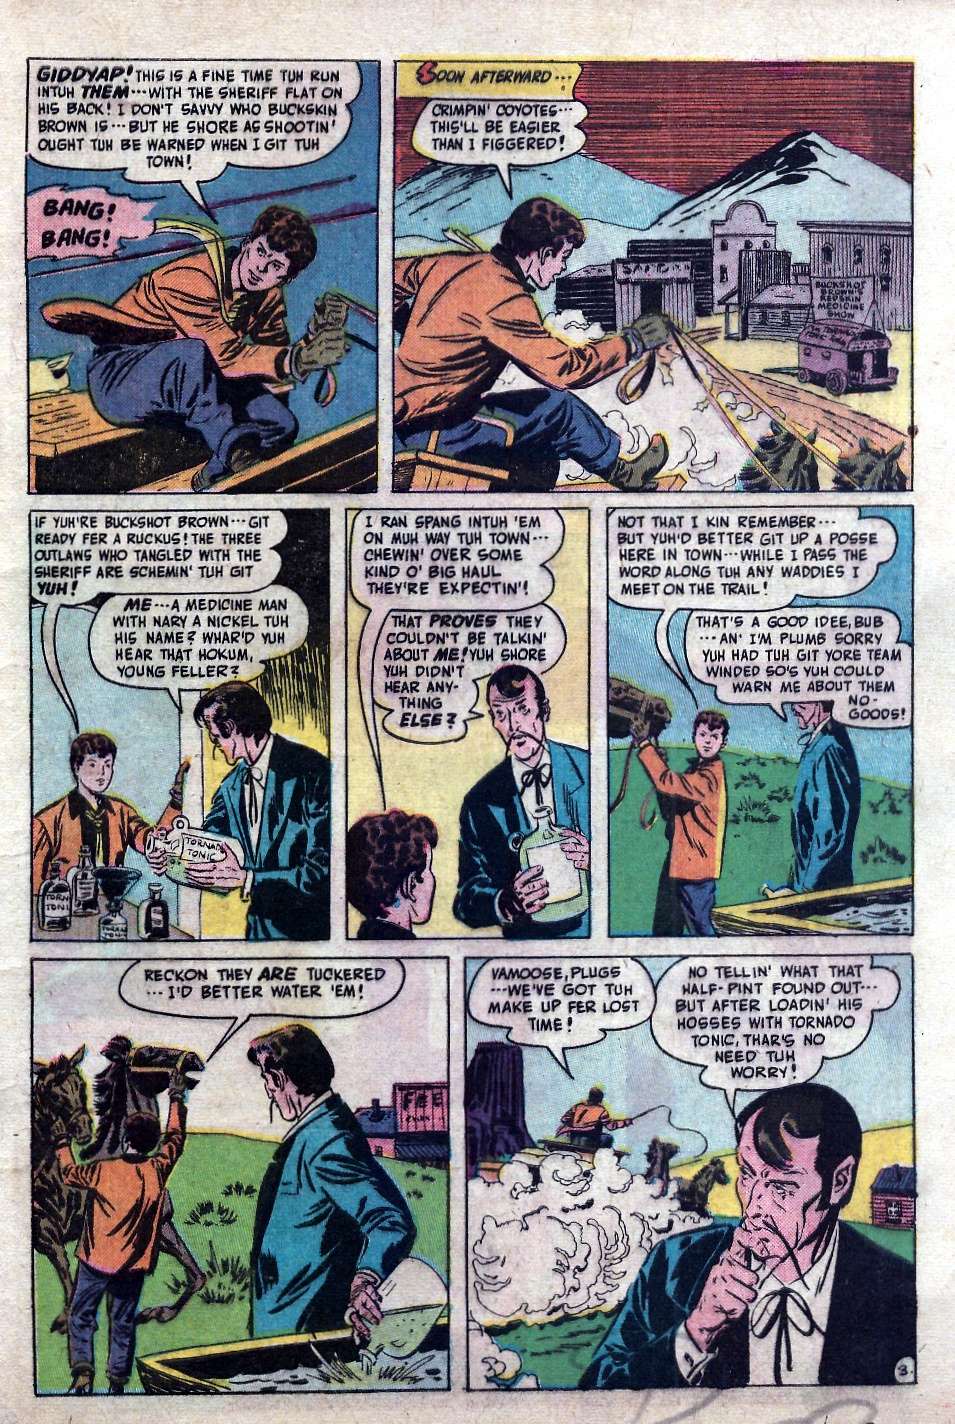 GIDDYAP! THIS IS A FINE TIME TUH RUN
INTUH THEM--- WITH THE SHERIFF FLAT ON
HIS BACK! I DON'T SAVVY WHO BUCKSKIN
BROWN IS--- BUT HE SHORE AS SHOOTIN'
OUGHT TUH BE WARNED WHEN I GIT TUH
TOWN!
BANG!
BANG!
SOON AFTERWARD---
CRIMPIN' COYOTES---
THIS'LL BE EASIER
THAN I FIGGERED!
BUCKSHOT
BROWN'S
REDSKIN
MEDICINE
SHOW
IF YUH'RE BUCKSHOT BROWN--- GIT
READY FER A RUCKUS! THE THREE
OUTLAWS WHO TANGLED WITH THE
SHERIFF ARE SCHEMIN' TUH GIT
YUH!
ME--- A MEDICINE MAN
WITH NARY A NICKEL TUH
HIS NAME? WHAR'D YUH
HEAR THAT HOKUM,
YOUNG FELLER?
TORNADO
TONIC
TORN
TONI
I RAN SPANG INTUH 'EM
ON MUH WAY TUH TOWN---
CHEWIN' OVER SOME
KIND O' BIG HAUL
THEY'RE EXPECTIN'!
THAT PROVES THEY
COULDN'T BE TALKIN'
ABOUT ME! YUH SHORE
YUH DIDN'T
HEAR ANY-
THING
ELSE?
NOT THAT I KIN REMEMBER---
BUT YUH'D BETTER GIT UP A POSSE
HERE IN TOWN--- WHILE I PASS THE
WORD ALONG TUH ANY WADDIES I
MEET ON THE TRAIL!
THAT'S A GOOD IDEE, BUB
--- AN' I'M PLUMB SORRY
YUH HAD TUH GIT YORE TEAM
WINDED SO'S YUH COULD
WARN ME ABOUT THEM
NO-
GOODS!
RECKON THEY ARE TUCKERED
--- I'D BETTER WATER 'EM!
FREE
VAMOOSE, PLUGS
--- WE'VE GOT TUH
MAKE UP FER LOST
TIME!
NO TELLIN' WHAT THAT
HALF-PINT FOUND OUT---
BUT AFTER LOADIN' HIS
HOSSES WITH TORNADO
TONIC, THAR'S NO
NEED TUH
WORRY!
3